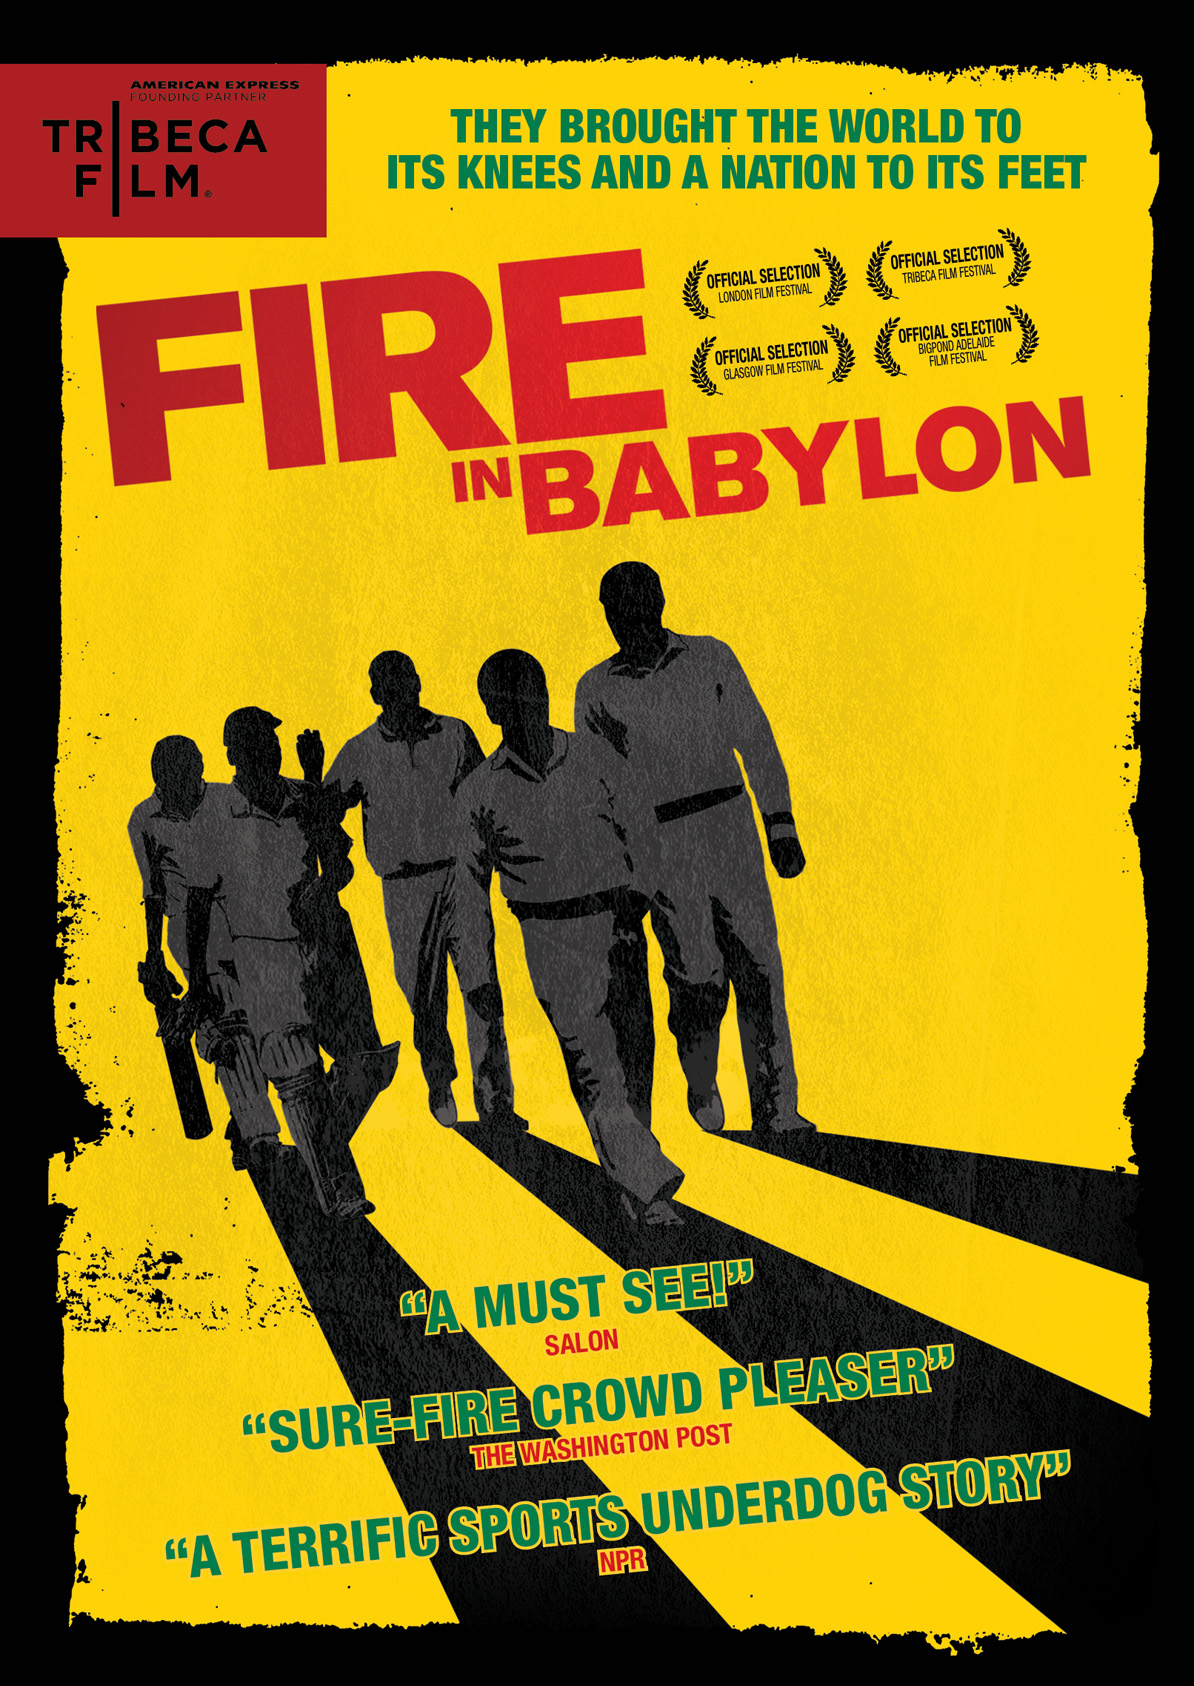 AMERICAN EXPRESS
FOUNDING PARTNER
TRIBECA
FILM®
THEY BROUGHT THE WORLD TO
ITS KNEES AND A NATION TO ITS FEET
FIRE
IN BABYLON
OFFICIAL SELECTION
LONDON FILM FESTIVAL
OFFICIAL SELECTION
TRIBECA FILM FESTIVAL
OFFICIAL SELECTION
GLASGOW FILM FESTIVAL
OFFICIAL SELECTION
BIGPOND ADELAIDE
FILM FESTIVAL
“A MUST SEE!”
SALON
“SURE-FIRE CROWD PLEASER”
THE WASHINGTON POST
“A TERRIFIC SPORTS UNDERDOG STORY”
NPR